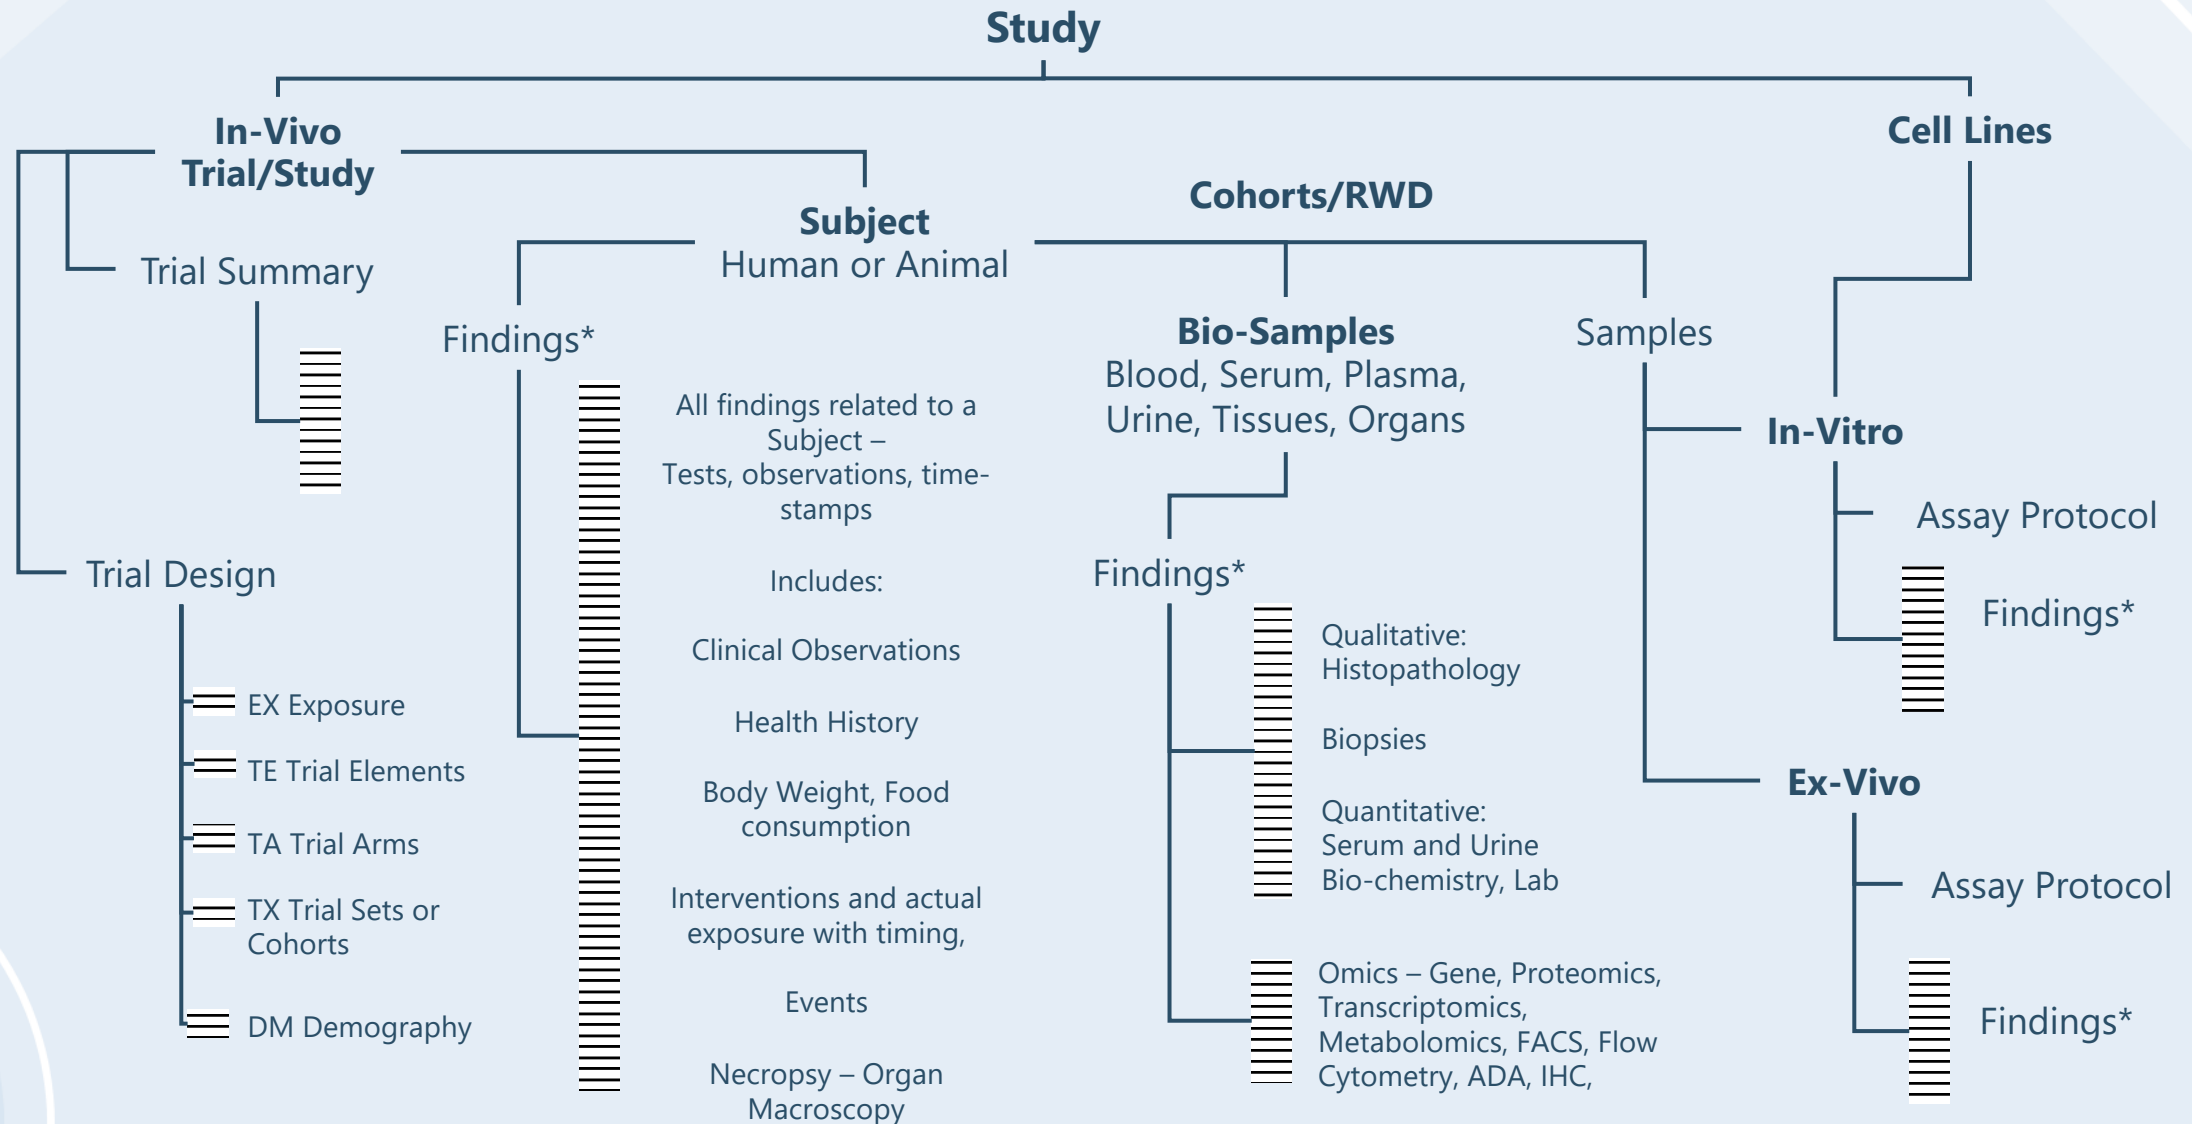 Study
In-Vivo
Trial/Study
Trial Summary
Trial Design
EX Exposure
TE Trial Elements
TA Trial Arms
TX Trial Sets or
Cohorts
DM Demography
Subject
Human or Animal
Findings*
All findings related to a
Subject –
Tests, observations, time-
stamps
Includes:
Clinical Observations
Health History
Body Weight, Food
consumption
Interventions and actual
exposure with timing,
Events
Necropsy – Organ
Macroscopy
Cohorts/RWD
Bio-Samples
Blood, Serum, Plasma,
Urine, Tissues, Organs
Findings*
Qualitative:
Histopathology
Biopsies
Quantitative:
Serum and Urine
Bio-chemistry, Lab
Omics – Gene, Proteomics,
Transcriptomics,
Metabolomics, FACS, Flow
Cytometry, ADA, IHC,
Samples
Cell Lines
In-Vitro
Assay Protocol
Findings*
Ex-Vivo
Assay Protocol
Findings*